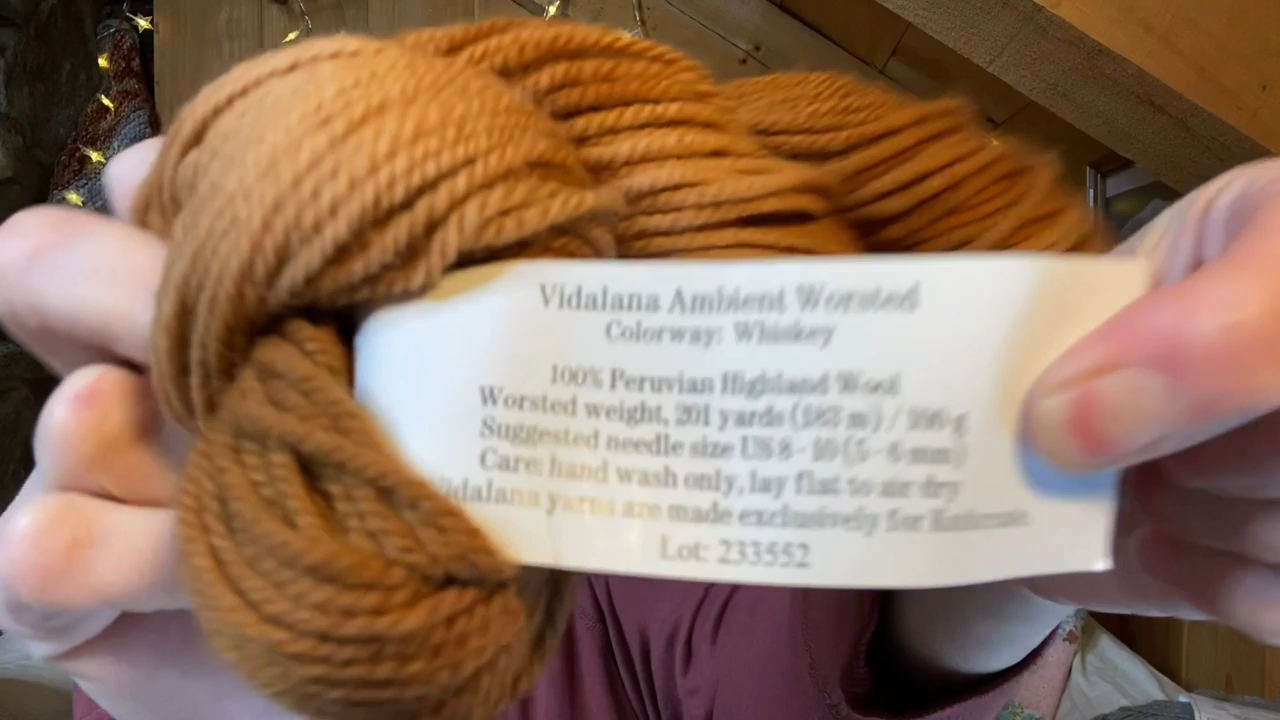 Vidalana Ambient Worsted
Colorway: Whiskey
100% Peruvian Highland Wool
Worsted weight, 201 yards (183 m) / 100 g
Suggested needle size US 8 - 10 (5 - 6 mm)
Care: hand wash only, lay flat to air dry
idalana yarns are made exclusively for
Lot: 233552